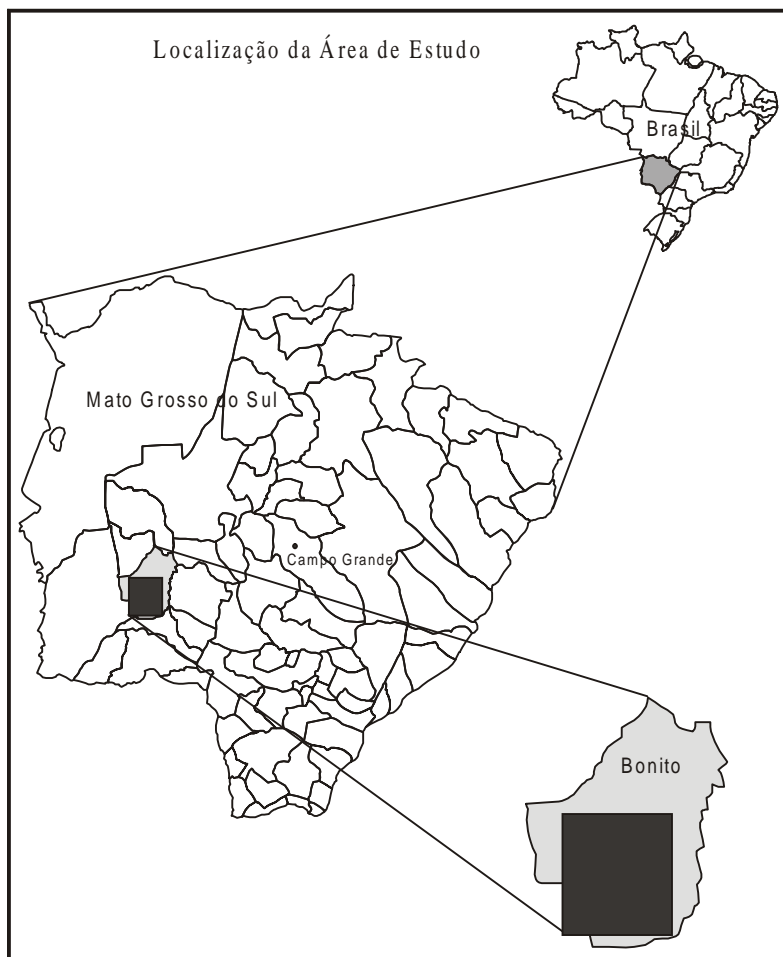 Localização da Área de Estudo
Brasil
Mato Grosso do Sul
Campo Grande
Bonito